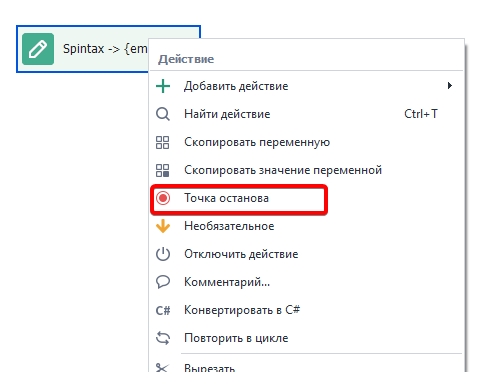 Spintax -> {em
Действие
Добавить действие
Найти действие Ctrl+T
Скопировать переменную
Скопировать значение переменной
Точка останова
Необязательное
Отключить действие
Комментарий...
C# Конвертировать в C#
Повторить в цикле
Вырезать